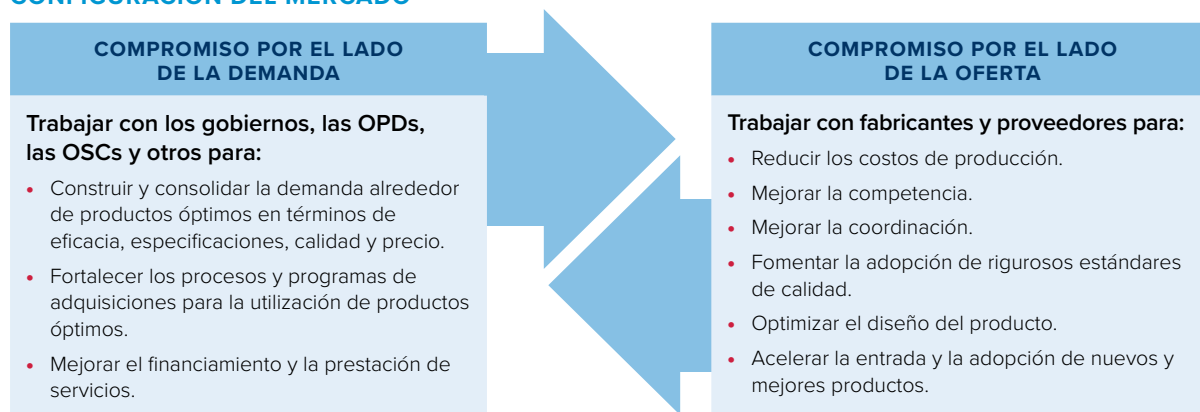 CONFIGURACIÓN DEL MERCADO
COMPROMISO POR EL LADO
DE LA DEMANDA
Trabajar con los gobiernos, las OPDs,
las OSCs y otros para:
• Construir y consolidar la demanda alrededor
de productos óptimos en términos de
eficacia, especificaciones, calidad y precio.
• Fortalecer los procesos y programas de
adquisiciones para la utilización de productos
óptimos.
• Mejorar el financiamiento y la prestación de
servicios.
COMPROMISO POR EL LADO
DE LA OFERTA
Trabajar con fabricantes y proveedores para:
• Reducir los costos de producción.
• Mejorar la competencia.
• Mejorar la coordinación.
• Fomentar la adopción de rigurosos estándares
de calidad.
• Optimizar el diseño del producto.
• Acelerar la entrada y la adopción de nuevos y
mejores productos.